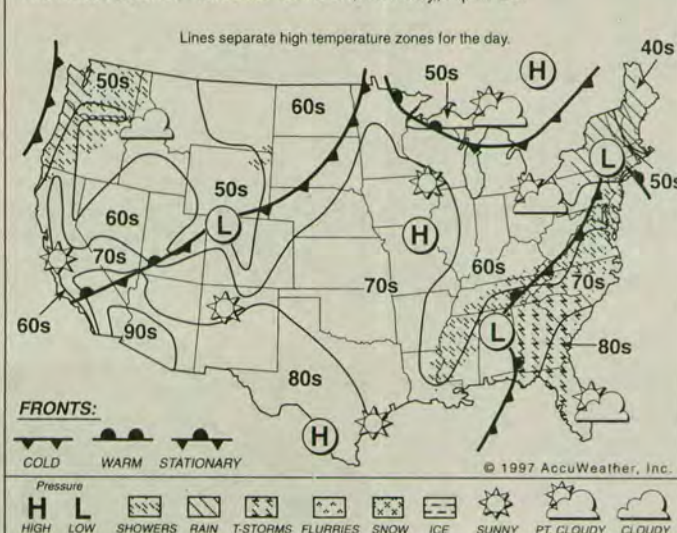 Lines separate high temperature zones for the day.
40s
50s
H
50s
60s
L
50s
50s
60s
L
H
70s
70s
60s
70s
60s
90s
L
80s
80s
FRONTS:
H
COLD WARM STATIONARY
© 1997 AccuWeather, Inc.
Pressure
H L
HIGH LOW SHOWERS RAIN T-STORMS FLURRIES SNOW ICE SUNNY PT. CLOUDY CLOUDY